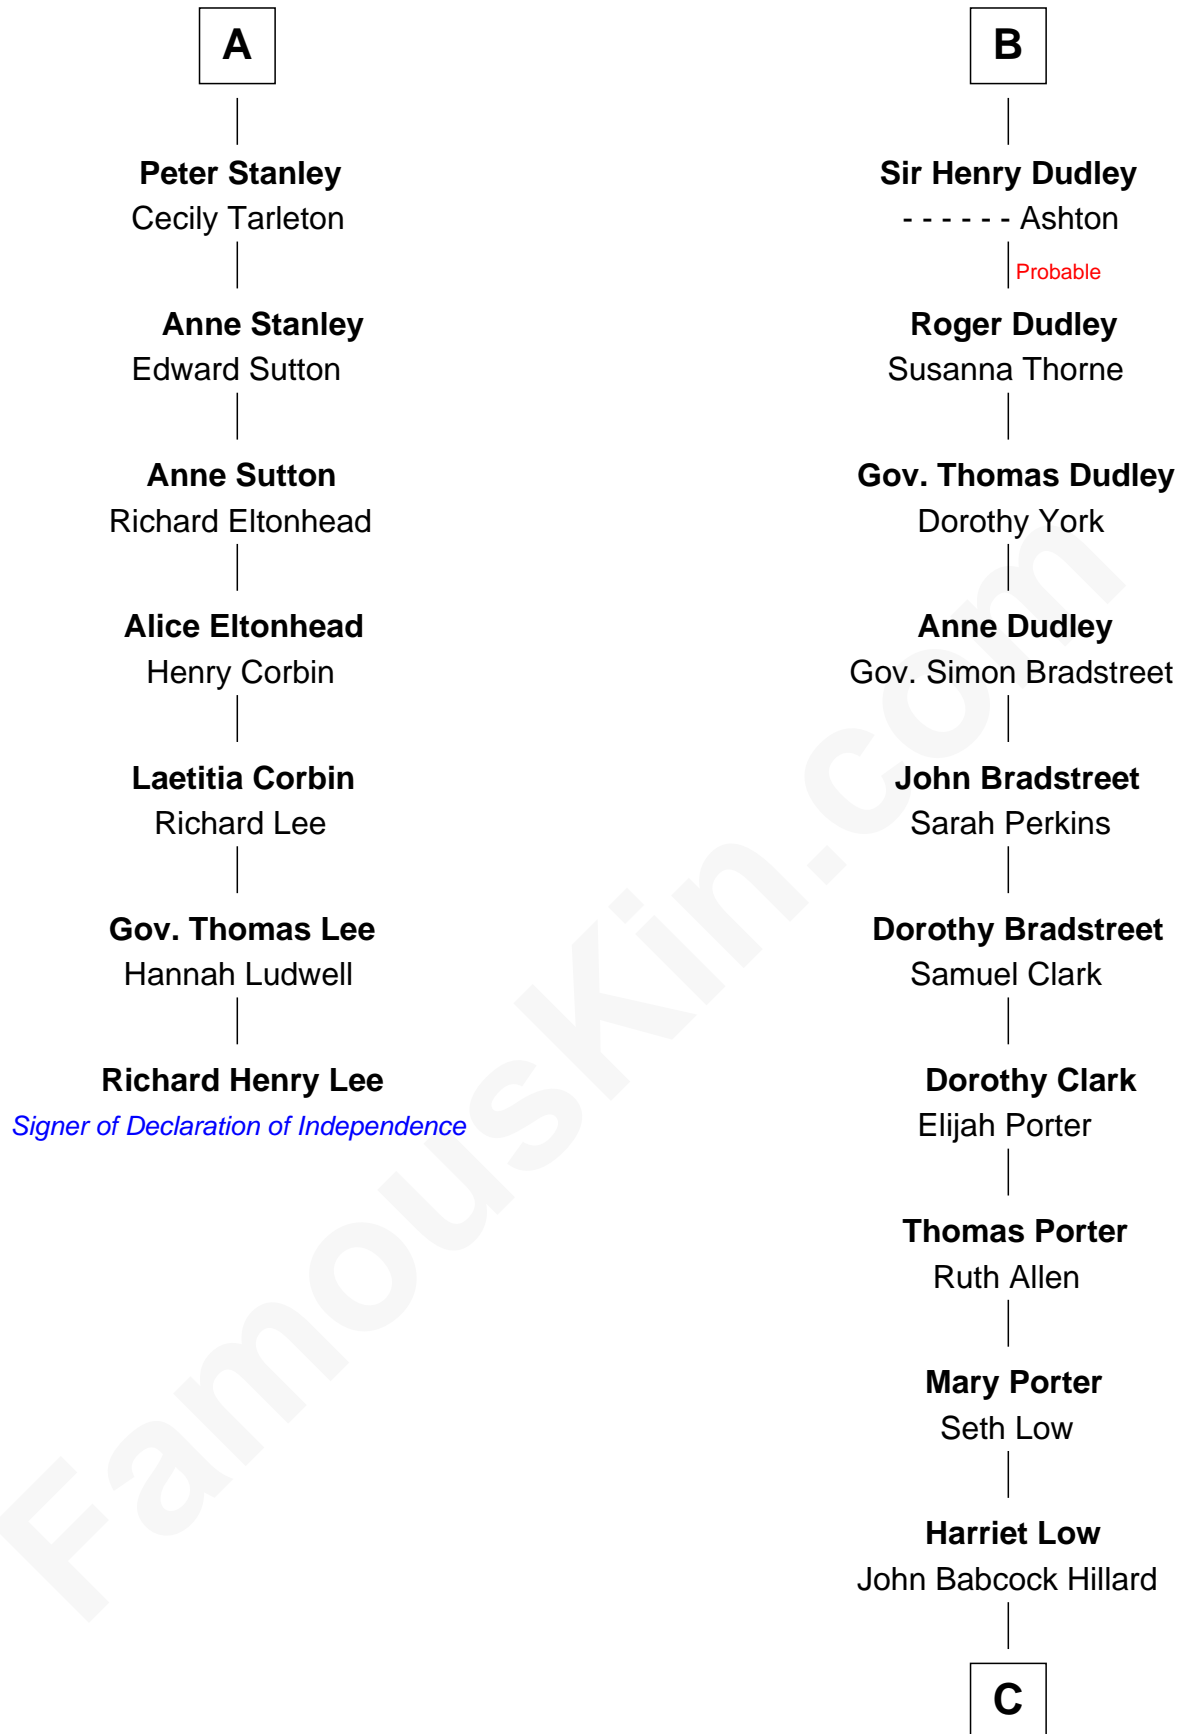 A
Peter Stanley
Cecily Tarleton
Anne Stanley
Edward Sutton
Anne Sutton
Richard Eltonhead
Alice Eltonhead
Henry Corbin
Laetitia Corbin
Richard Lee
Gov. Thomas Lee
Hannah Ludwell
Richard Henry Lee
Signer of Declaration of Independence
B
Sir Henry Dudley
- - - - - - Ashton
Probable
Roger Dudley
Susanna Thorne
Gov. Thomas Dudley
Dorothy York
Anne Dudley
Gov. Simon Bradstreet
John Bradstreet
Sarah Perkins
Dorothy Bradstreet
Samuel Clark
Dorothy Clark
Elijah Porter
Thomas Porter
Ruth Allen
Mary Porter
Seth Low
Harriet Low
John Babcock Hillard
C
FamousKin.com